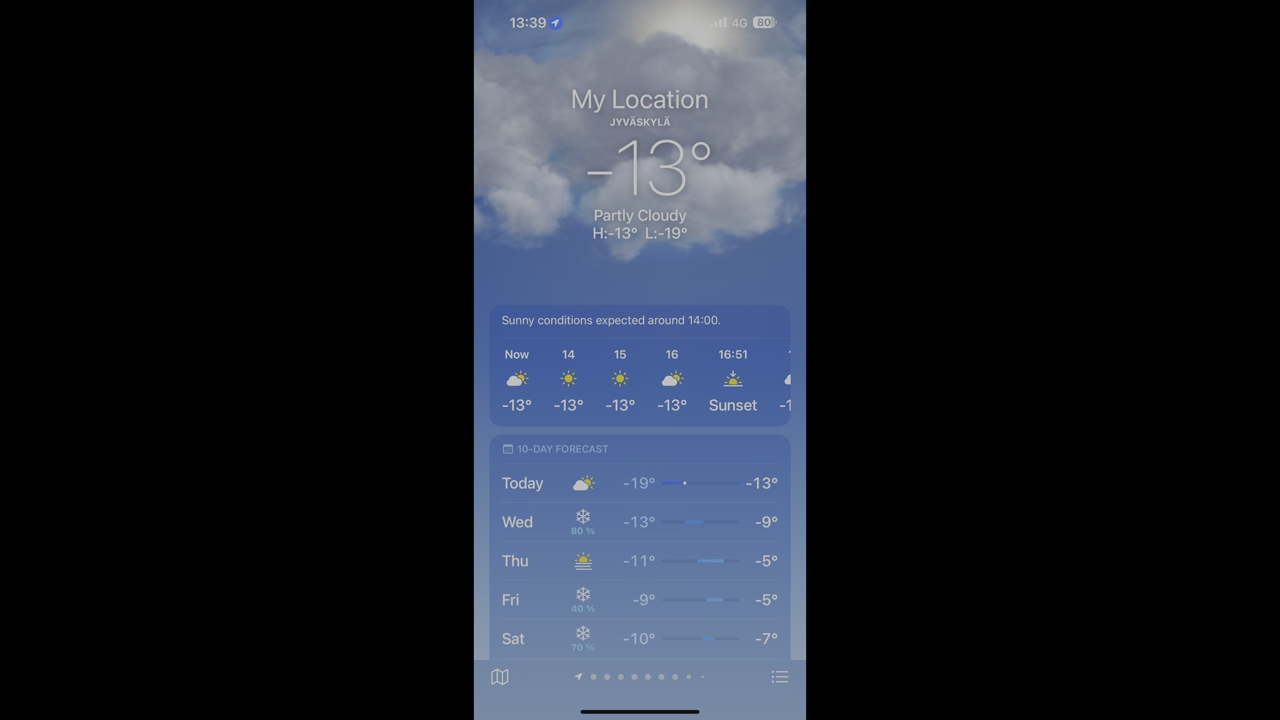 13:39
4G 80
My Location
JYVÄSKYLÄ
-13°
Partly Cloudy
H:-13° L:-19°
Sunny conditions expected around 14:00.
Now 14 15 16 16:51
-13° -13° -13° -13° Sunset
10-DAY FORECAST
Today -19° -13°
Wed 80 % -13° -9°
Thu -11° -5°
Fri 40 % -9° -5°
Sat 70 % -10° -7°